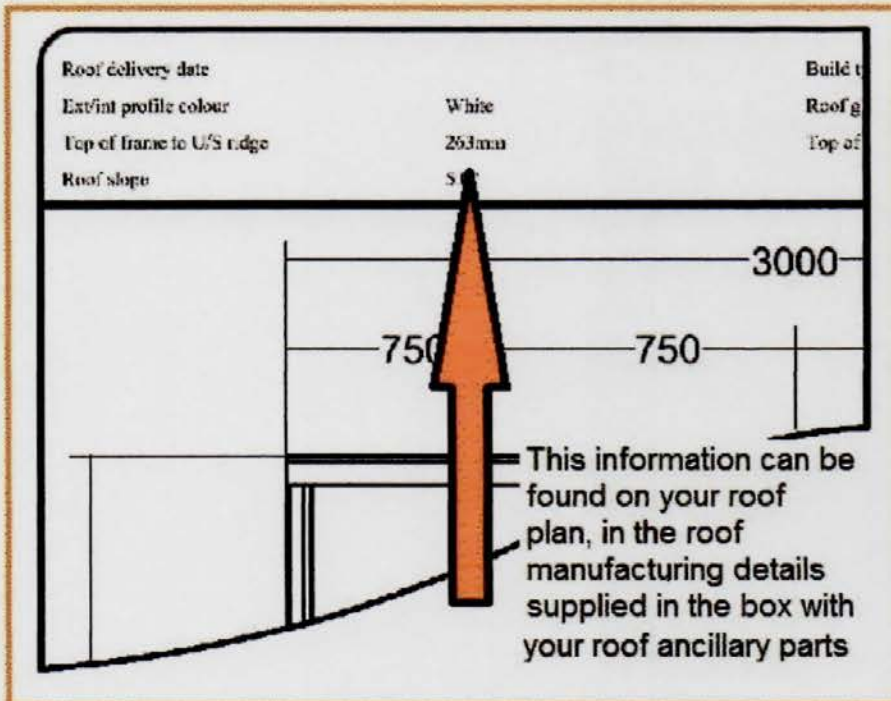 Roof delivery date
Build
Ext/int profile colour White
Roof
Top of frame to U/S ridge 263mm
Top of
Roof slope
3000
750 750
This information can be
found on your roof
plan, in the roof
manufacturing details
supplied in the box with
your roof ancillary parts